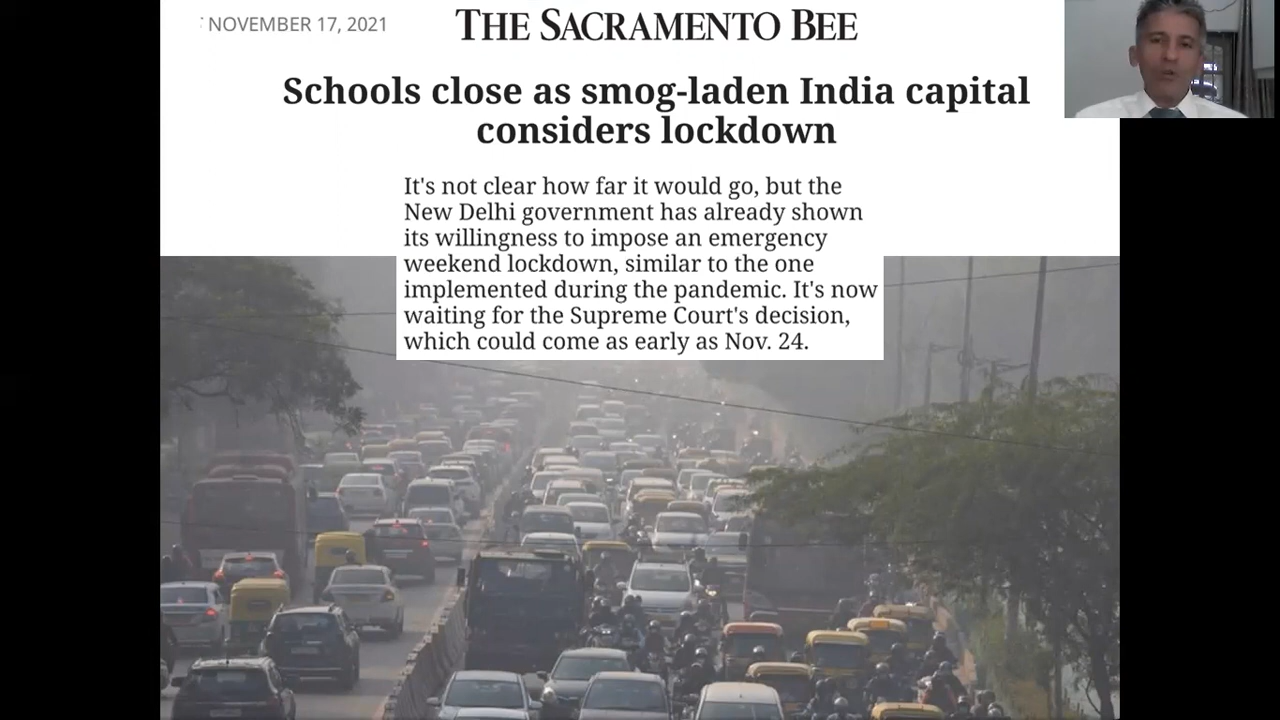 NOVEMBER 17, 2021
THE SACRAMENTO BEE
Schools close as smog-laden India capital
considers lockdown
It's not clear how far it would go, but the
New Delhi government has already shown
its willingness to impose an emergency
weekend lockdown, similar to the one
implemented during the pandemic. It's now
waiting for the Supreme Court's decision,
which could come as early as Nov. 24.